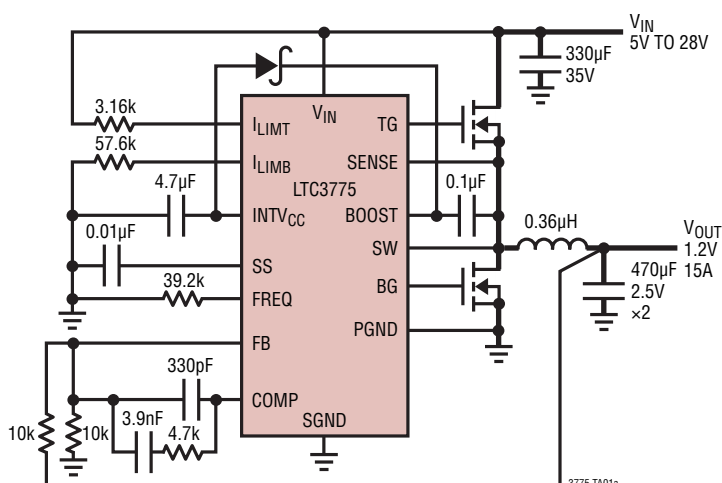 VIN
5V TO 28V
330µF
35V
3.16k
ILIMT
VIN
TG
57.6k
ILIMB
SENSE
LTC3775
4.7µF
0.1µF
INTVCC
BOOST
0.36µH
VOUT
1.2V
15A
0.01µF
SW
SS
470µF
2.5V
×2
39.2k
BG
FREQ
PGND
FB
330pF
COMP
3.9nF
4.7k
SGND
10k
10k
3775 TA01a